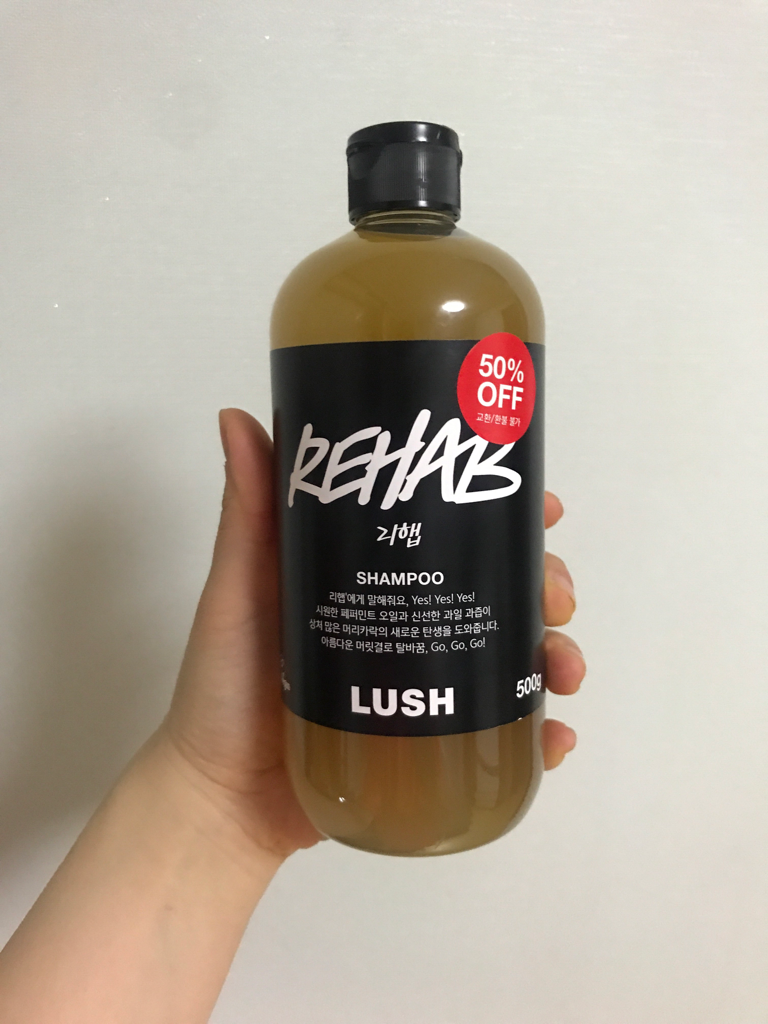 50%
OFF
교환/환불 불가
REHAB
리햅
SHAMPOO
리햅'에게 말해줘요, Yes! Yes! Yes!
시원한 페퍼민트 오일과 신선한 과일 과즙이
상처 많은 머리카락의 새로운 탄생을 도와줍니다.
아름다운 머릿결로 탈바꿈, Go, Go, Go!
LUSH
500g